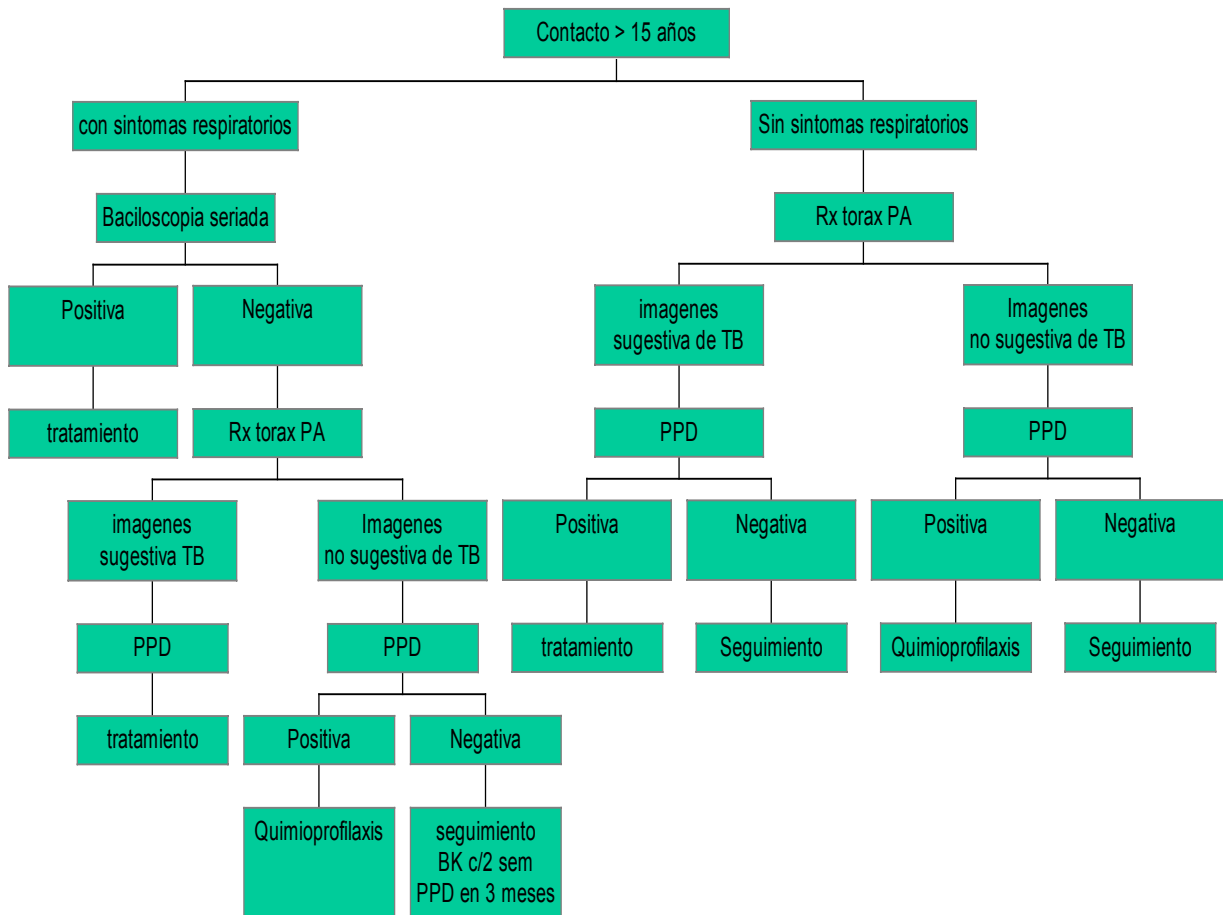 Contacto > 15 años
con sintomas respiratorios
Sin sintomas respiratorios
Baciloscopia seriada
Rx torax PA
Positiva
Negativa
imagenes
sugestiva de TB
Imagenes
no sugestiva de TB
tratamiento
Rx torax PA
PPD
PPD
imagenes
sugestiva TB
Imagenes
no sugestiva de TB
Positiva
Negativa
Positiva
Negativa
PPD
PPD
tratamiento
Seguimiento
Quimioprofilaxis
Seguimiento
tratamiento
Positiva
Negativa
Quimioprofilaxis
seguimiento
BK c/2 sem
PPD en 3 meses